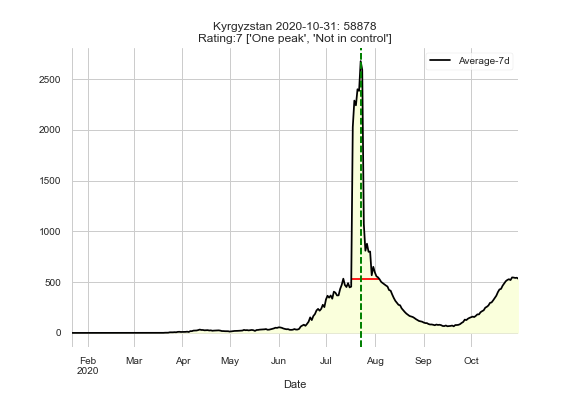 Kyrgyzstan 2020-10-31: 58878
Rating:7 ['One peak', 'Not in control']
Average-7d
2500
2000
1500
1000
500
0
Feb Mar Apr May Jun Jul Aug Sep Oct
2020
Date